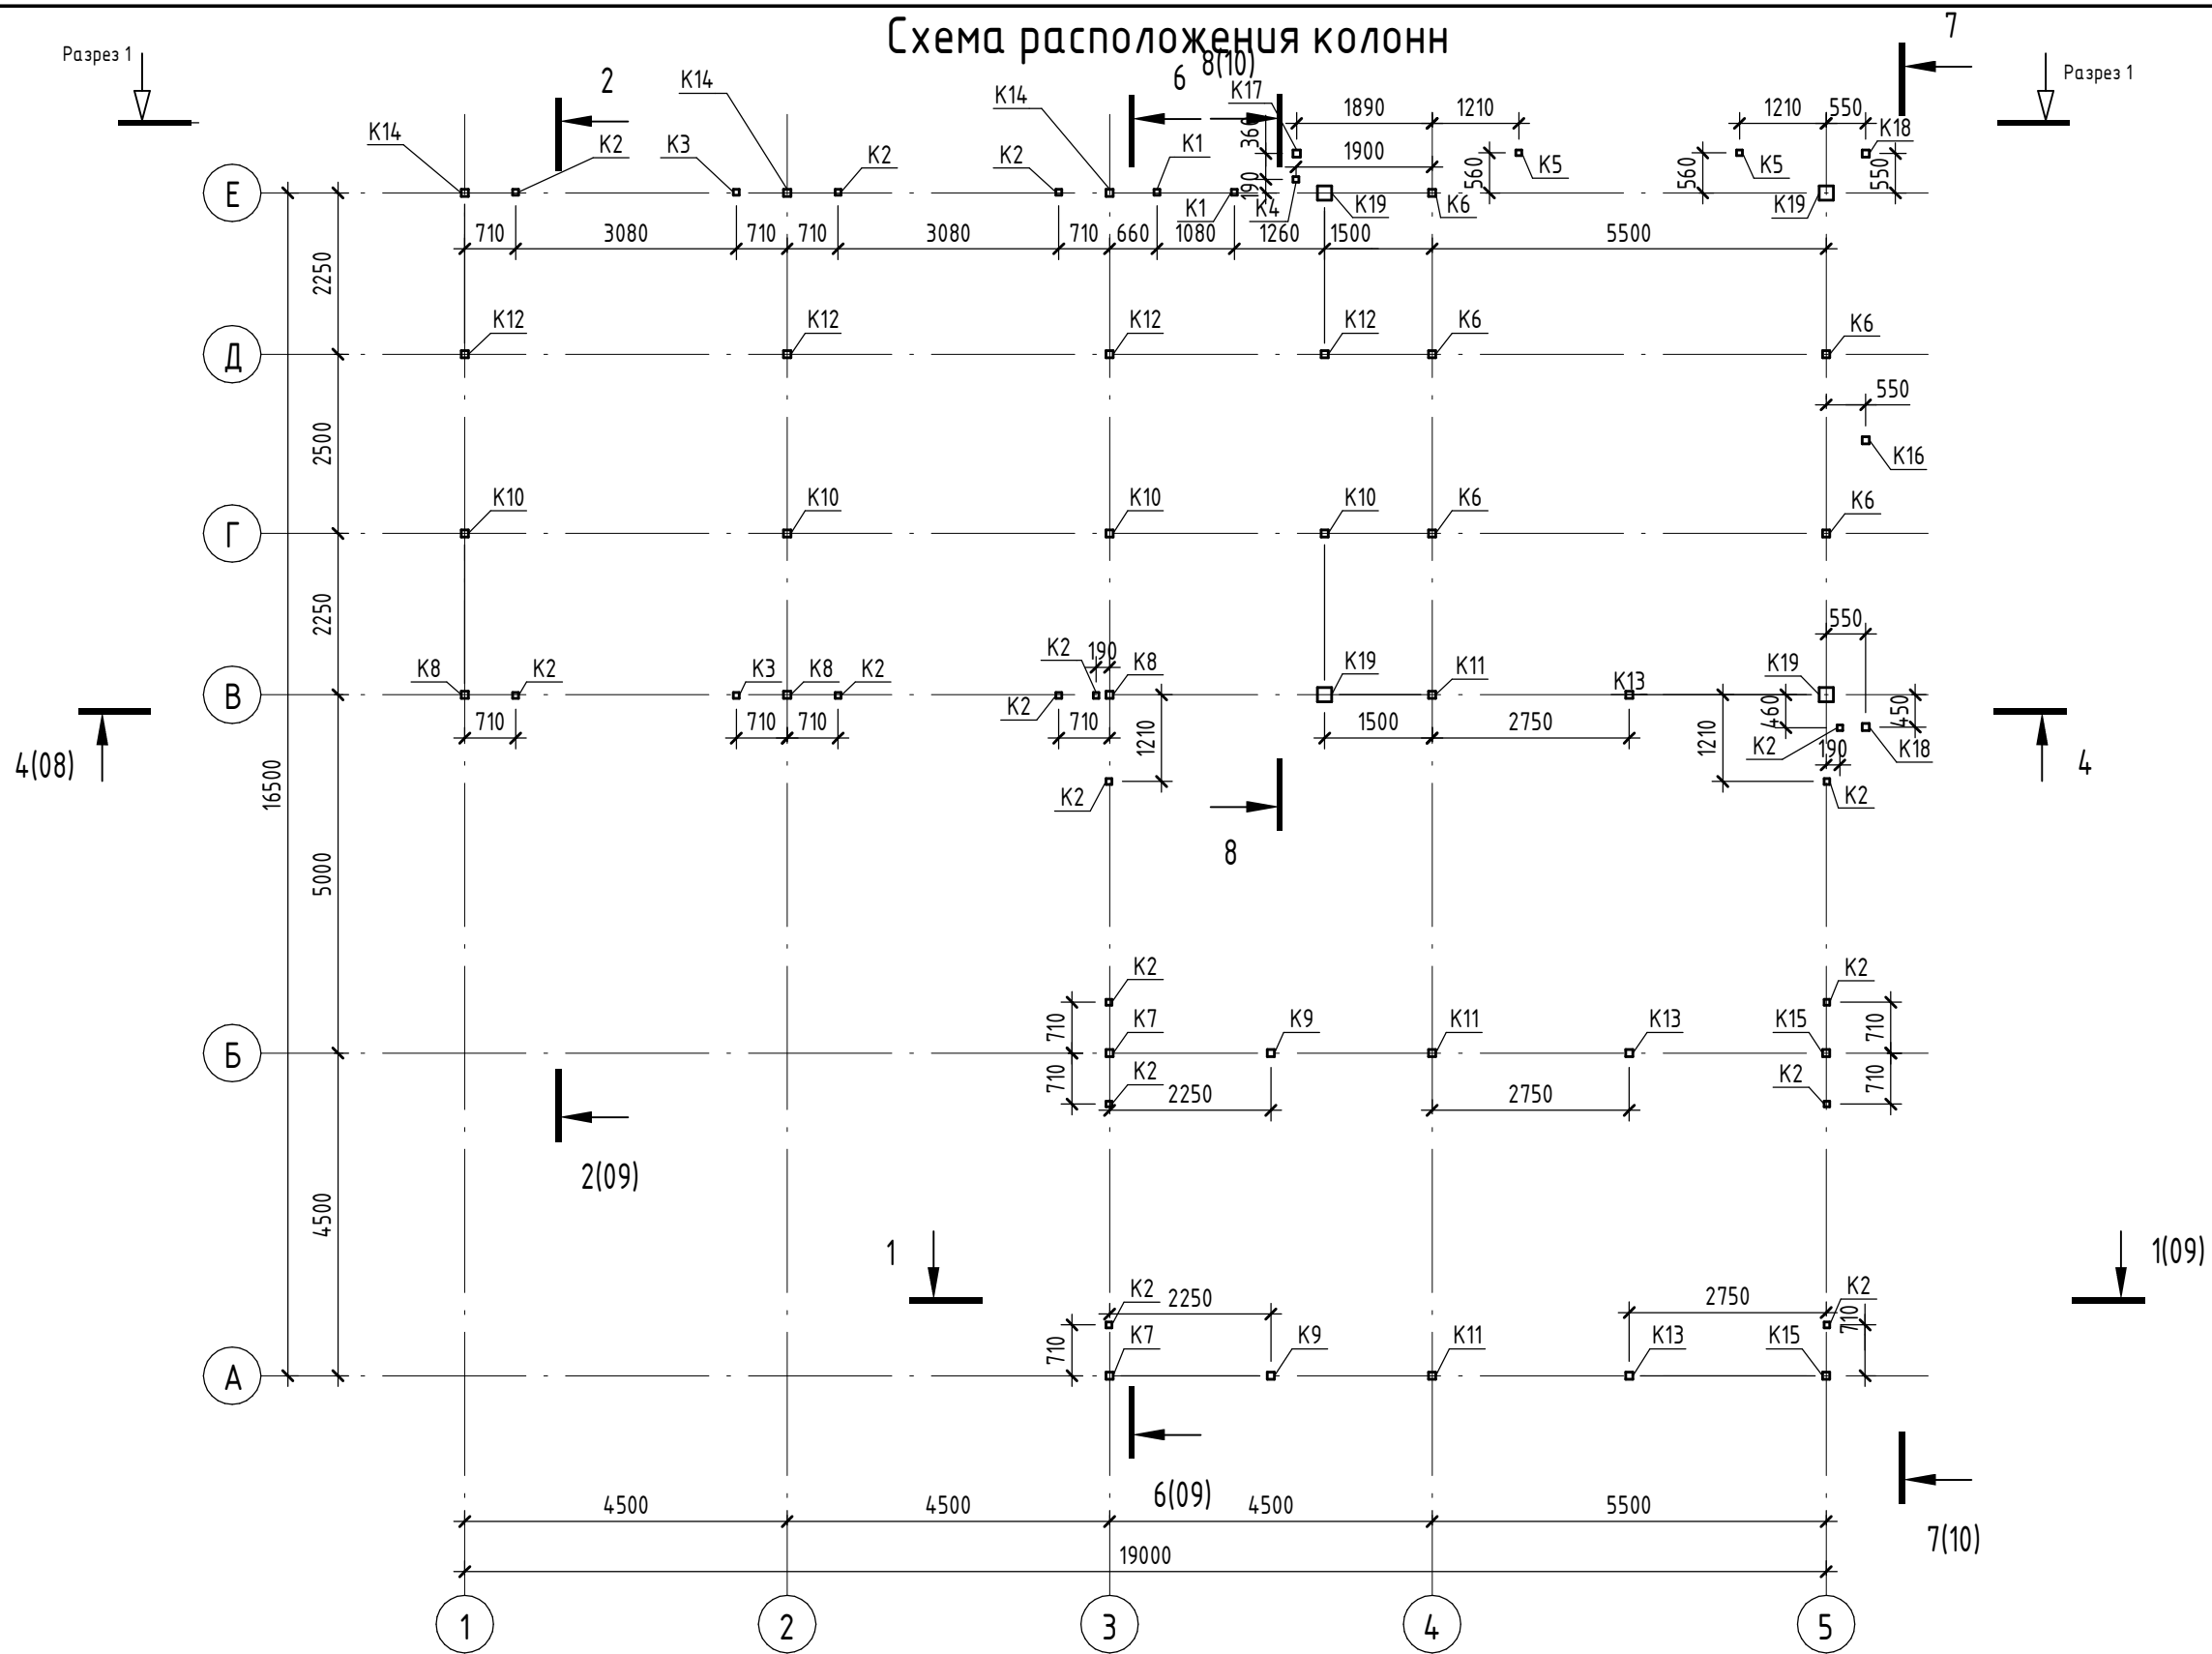 Схема расположения колонн
Разрез 1
2
К14
6
8(10)
7
Разрез 1
К14
К17
1890
1210
1210
550
К14
К2
К3
К2
К2
К1
360
1900
К5
К5
К18
560
560
550
190
Е
К1
К4
К19
К6
К19
710
3080
710
710
3080
710
660
1080
1260
1500
5500
2250
К12
К12
К12
К12
К6
К6
Д
550
2500
К16
К10
К10
К10
К10
К6
К6
Г
2250
550
К8
К2
К3
К8
К2
К2
190
К8
К19
К11
К13
К19
В
К2
460
450
710
710
710
710
1210
1500
2750
1210
К2
190
К18
4(08)
16500
К2
К2
4
8
5000
К2
К2
710
К7
К9
К11
К13
К15
710
Б
710
К2
2250
2750
К2
710
2(09)
4500
1
1(09)
К2
2250
2750
К2
710
К7
К9
К11
К13
К15
710
А
6(09)
7(10)
4500
4500
4500
5500
19000
1
2
3
4
5